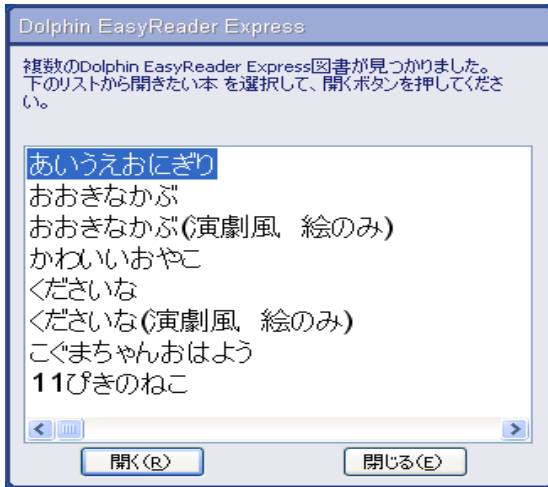 Dolphin EasyReader Express
複数のDolphin EasyReader Express図書が見つかりました。
下のリストから開きたい本 を選択して、開くボタンを押してくださ
い。
あいうえおにぎり
おおきなかぶ
おおきなかぶ(演劇風、絵のみ)
かわいいおやこ
くださいな
くださいな(演劇風、絵のみ)
こぐまちゃんおはよう
11ぴきのねこ
開く(R) 閉じる(E)